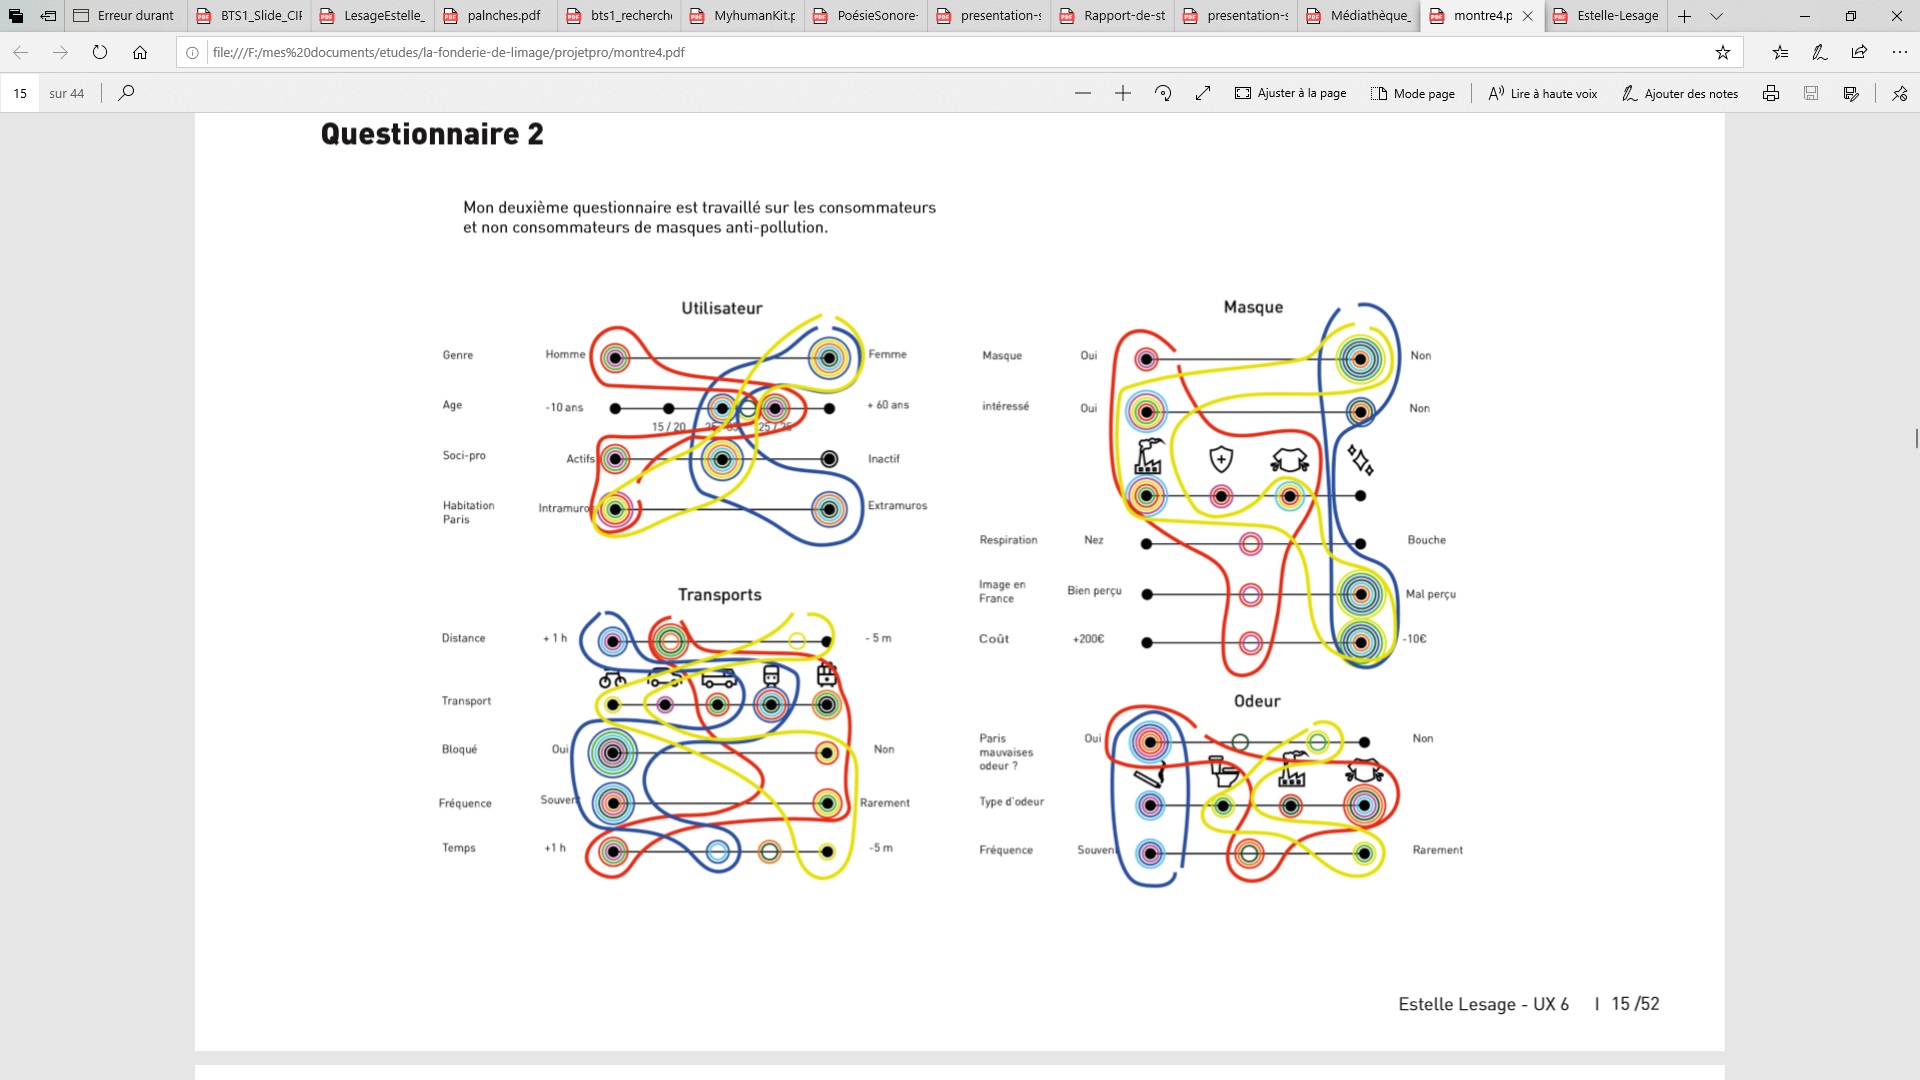 Erreur durant
BTS1_Slide_CIF
LesageEstelle_
palnches.pdf
bts1_recherch
MyhumanKit.p
PoésieSonore-
presentation-s
Rapport-de-st
presentation-s
Médiathèque_
montre4.p
Estelle-Lesage
file:///F:/mes%20documents/etudes/la-fonderie-de-limage/projetpro/montre4.pdf
15 sur 44
Ajuster à la page
Mode page
Lire à haute voix
Ajouter des notes
Questionnaire 2
Mon deuxième questionnaire est travaillé sur les consommateurs
et non consommateurs de masques anti-pollution.
Utilisateur
Genre Homme Femme
Age -10 ans + 60 ans
15 / 20
Soci-pro Actifs Inactif
Habitation
Paris
Intramuro Extramuros
Transports
Distance + 1 h - 5 m
Transport
Bloqué Oui Non
Fréquence Souvent Rarement
Temps +1 h -5 m
Masque
Masque Oui Non
intéressé Oui Non
Respiration Nez Bouche
Image en
France
Bien perçu Mal perçu
Coût +200€ -10€
Odeur
Paris
mauvaises
odeur ?
Oui Non
Type d'odeur
Fréquence Souvent Rarement
Estelle Lesage - UX 6 | 15 /52